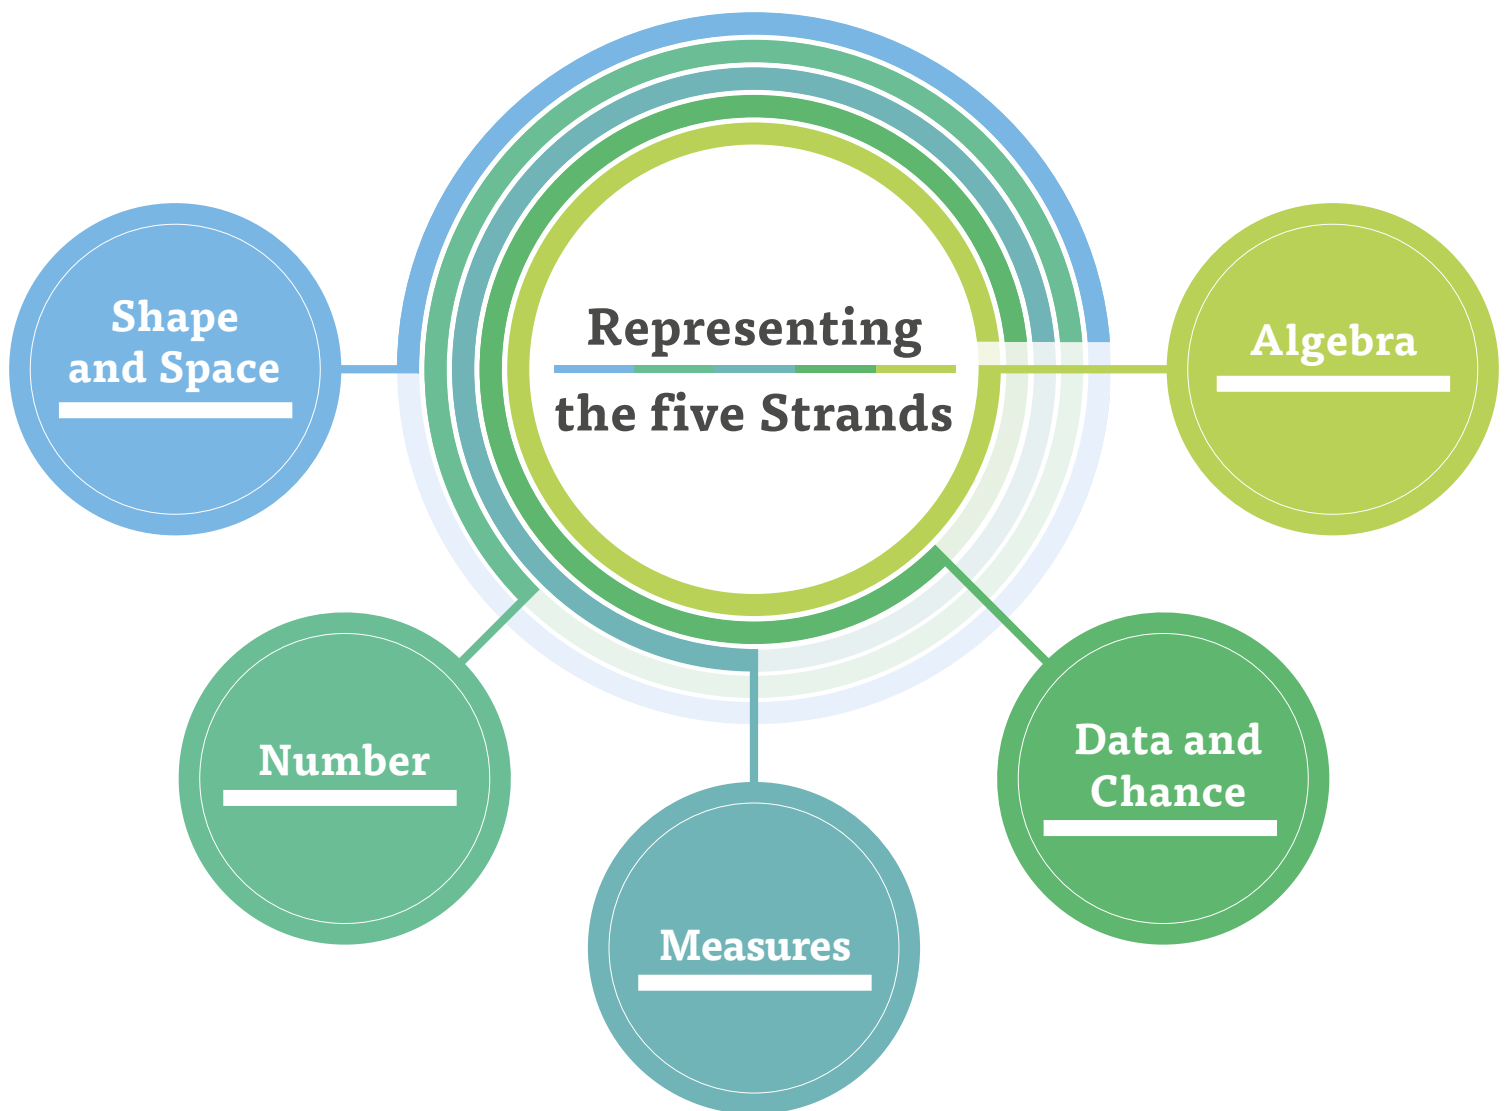 Representing
the five Strands
Shape
and Space
Number
Measures
Data and
Chance
Algebra